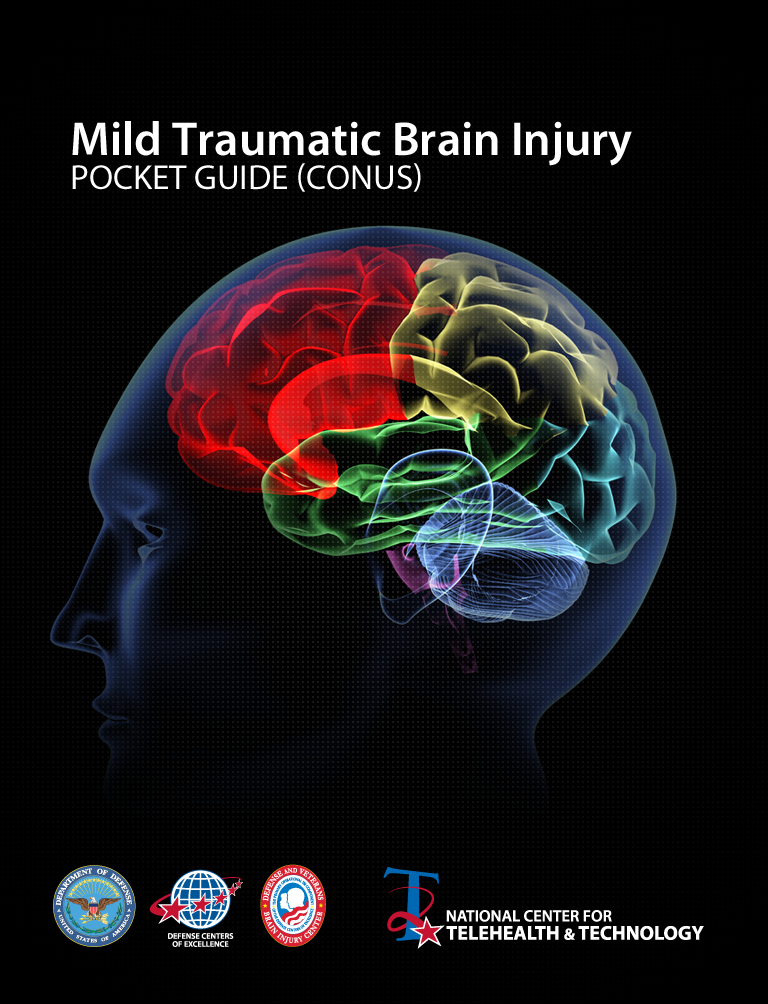 Mild Traumatic Brain Injury
POCKET GUIDE (CONUS)
DEPARTMENT OF DEFENSE
UNITED STATES OF AMERICA
DEFENSE CENTERS
OF EXCELLENCE
DEFENSE AND VETERANS
BRAIN INJURY CENTER
T2
NATIONAL CENTER FOR
TELEHEALTH & TECHNOLOGY